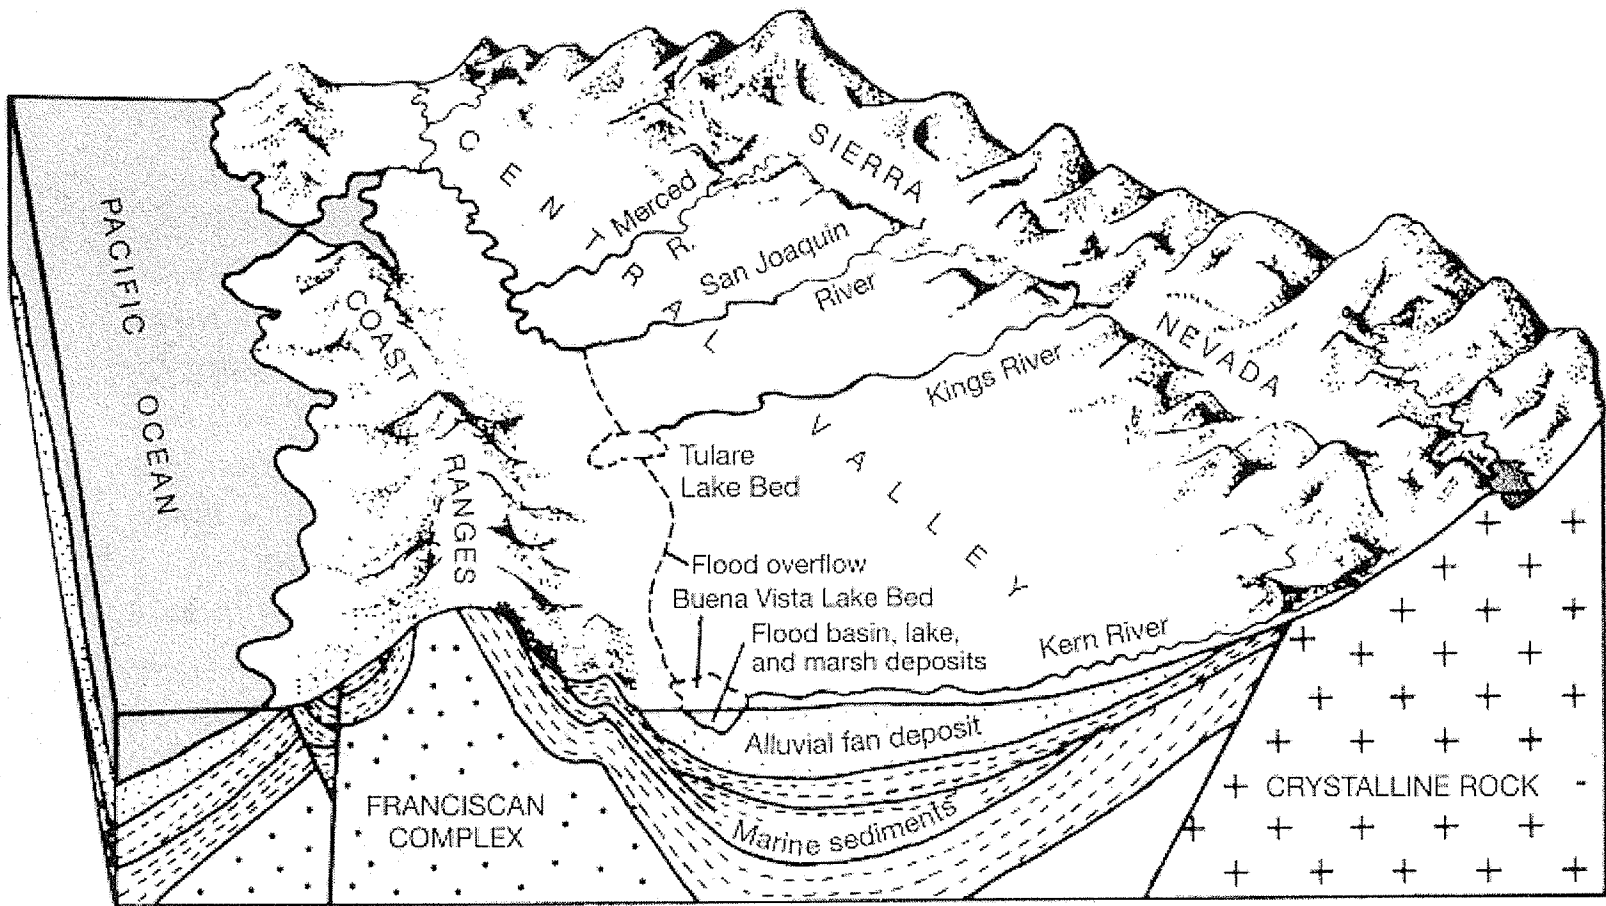 PACIFIC OCEAN
COAST RANGES
CENTRAL VALLEY
SIERRA NEVADA
Merced R.
San Joaquin River
Kings River
Tulare
Lake Bed
Flood overflow
Buena Vista Lake Bed
Flood basin, lake,
and marsh deposits
Kern River
Alluvial fan deposit
Marine sediments
FRANCISCAN
COMPLEX
CRYSTALLINE ROCK